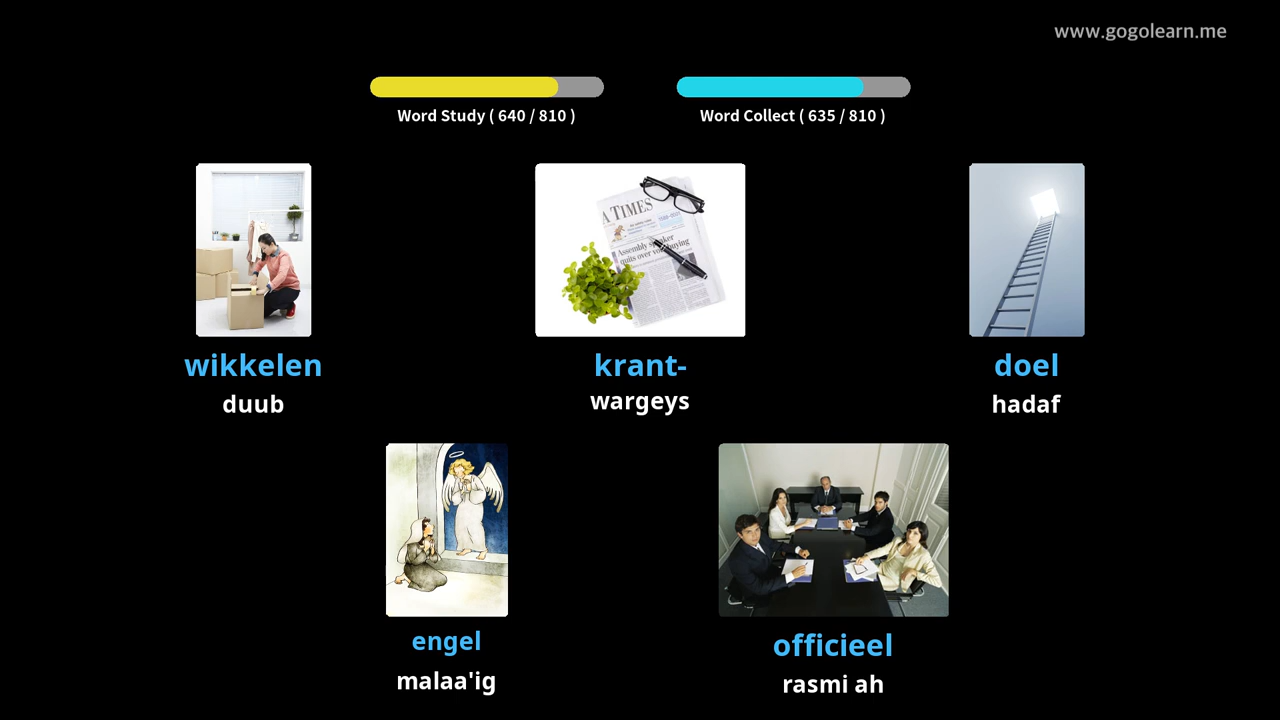 www.gogolearn.me
Word Study ( 640 / 810 )
Word Collect ( 635 / 810 )
A TIMES
wikkelen
duub
krant-
wargeys
doel
hadaf
engel
malaa'ig
officieel
rasmi ah